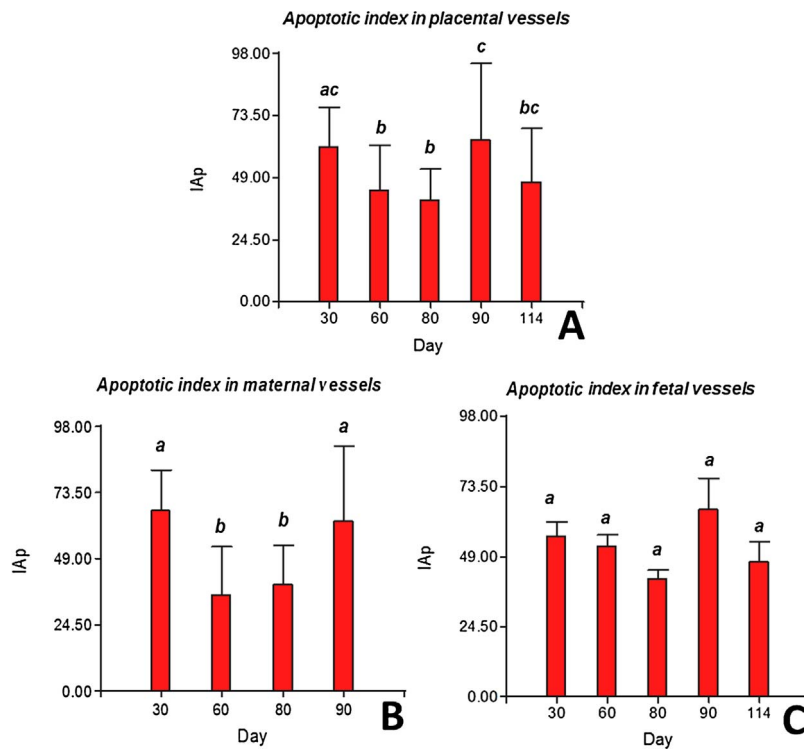 Apoptotic index in placental vessels
98.00
73.50
49.00
24.50
0.00
IAp
ac
b
b
c
bc
30 60 80 90 114
Day
A
Apoptotic index in maternal vessels
98.00
73.50
49.00
24.50
0.00
IAp
a
b
b
a
30 60 80 90
Day
B
Apoptotic index in fetal vessels
98.00
73.50
49.00
24.50
0.00
IAp
a
a
a
a
a
30 60 80 90 114
Day
C